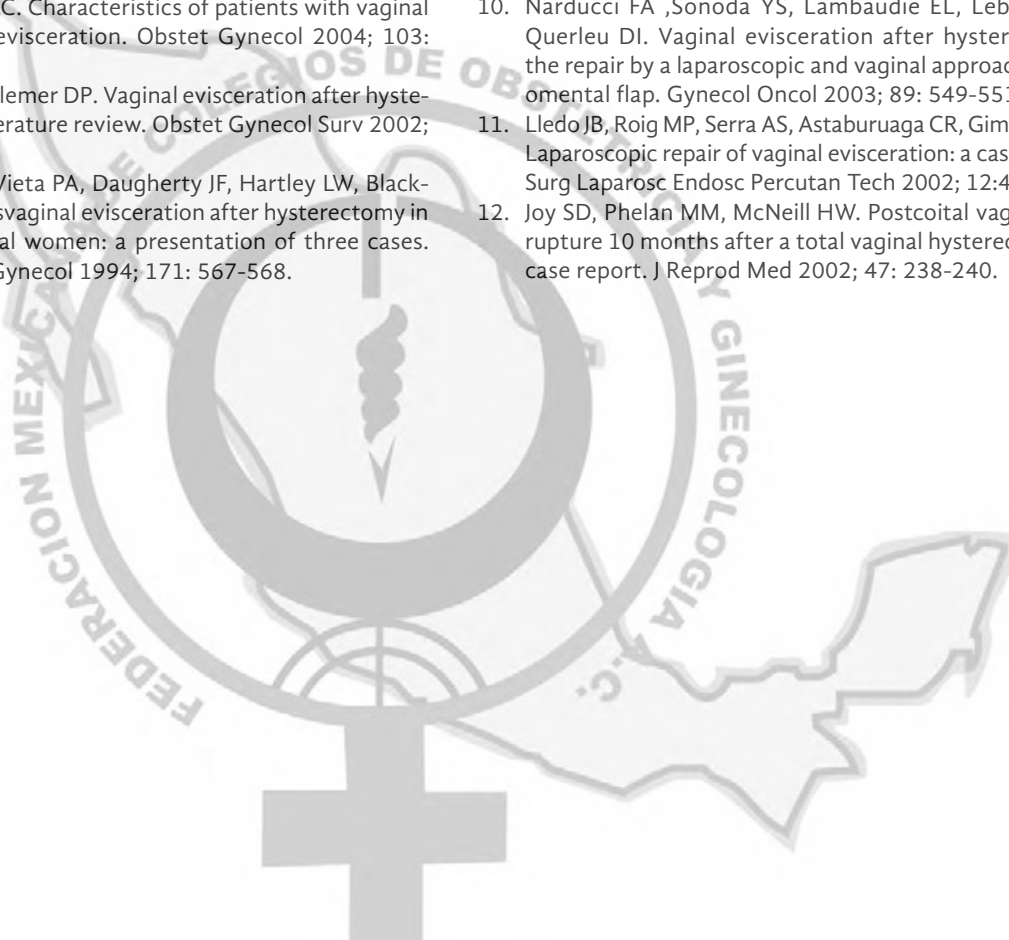 C. Characteristics of patients with vaginal
evisceration. Obstet Gynecol 2004; 103:
lemer DP. Vaginal evisceration after hyste-
erature review. Obstet Gynecol Surv 2002;
Vieta PA, Daugherty JF, Hartley LW, Black-
svaginal evisceration after hysterectomy in
al women: a presentation of three cases.
Gynecol 1994; 171: 567-568.
10. Narducci FA ,Sonoda YS, Lambaudie EL, Leb
Querleu DI. Vaginal evisceration after hyster
the repair by a laparoscopic and vaginal approac
omental flap. Gynecol Oncol 2003; 89: 549-551
11. Lledo JB, Roig MP, Serra AS, Astaburuaga CR, Gim
Laparoscopic repair of vaginal evisceration: a cas
Surg Laparosc Endosc Percutan Tech 2002; 12:4
12. Joy SD, Phelan MM, McNeill HW. Postcoital vag
rupture 10 months after a total vaginal hysterec
case report. J Reprod Med 2002; 47: 238-240.
FEDERACION MEXICANA DE COLEGIOS DE OBSTETRICIA Y GINECOLOGIA A.C.